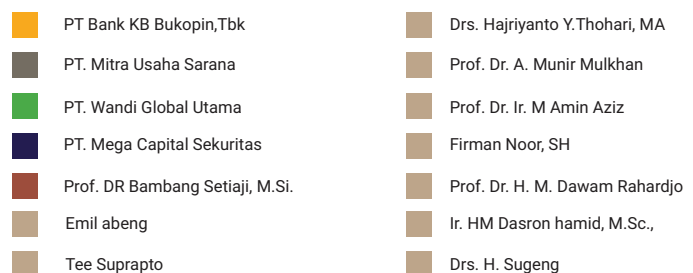 PT Bank KB Bukopin,Tbk
PT. Mitra Usaha Sarana
PT. Wandi Global Utama
PT. Mega Capital Sekuritas
Prof. DR Bambang Setiaji, M.Si.
Emil abeng
Tee Suprapto
Drs. Hajriyanto Y.Thohari, MA
Prof. Dr. A. Munir Mulkhan
Prof. Dr. Ir. M Amin Aziz
Firman Noor, SH
Prof. Dr. H. M. Dawam Rahardjo
Ir. HM Dasron hamid, M.Sc.,
Drs. H. Sugeng